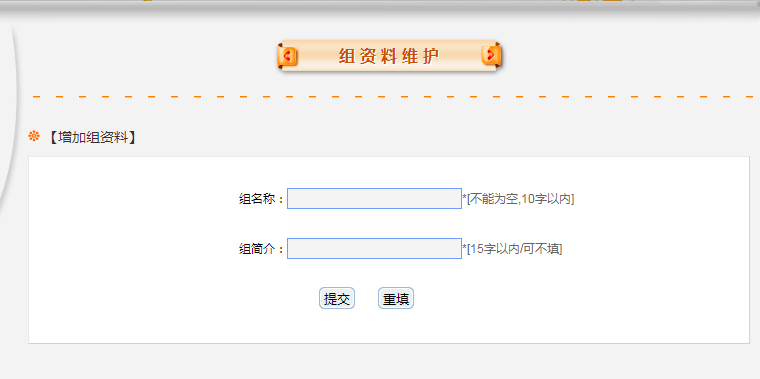 组资料维护
【增加组资料】
组名称：*[不能为空,10字以内]
组简介：*[15字以内/可不填]
提交 重填